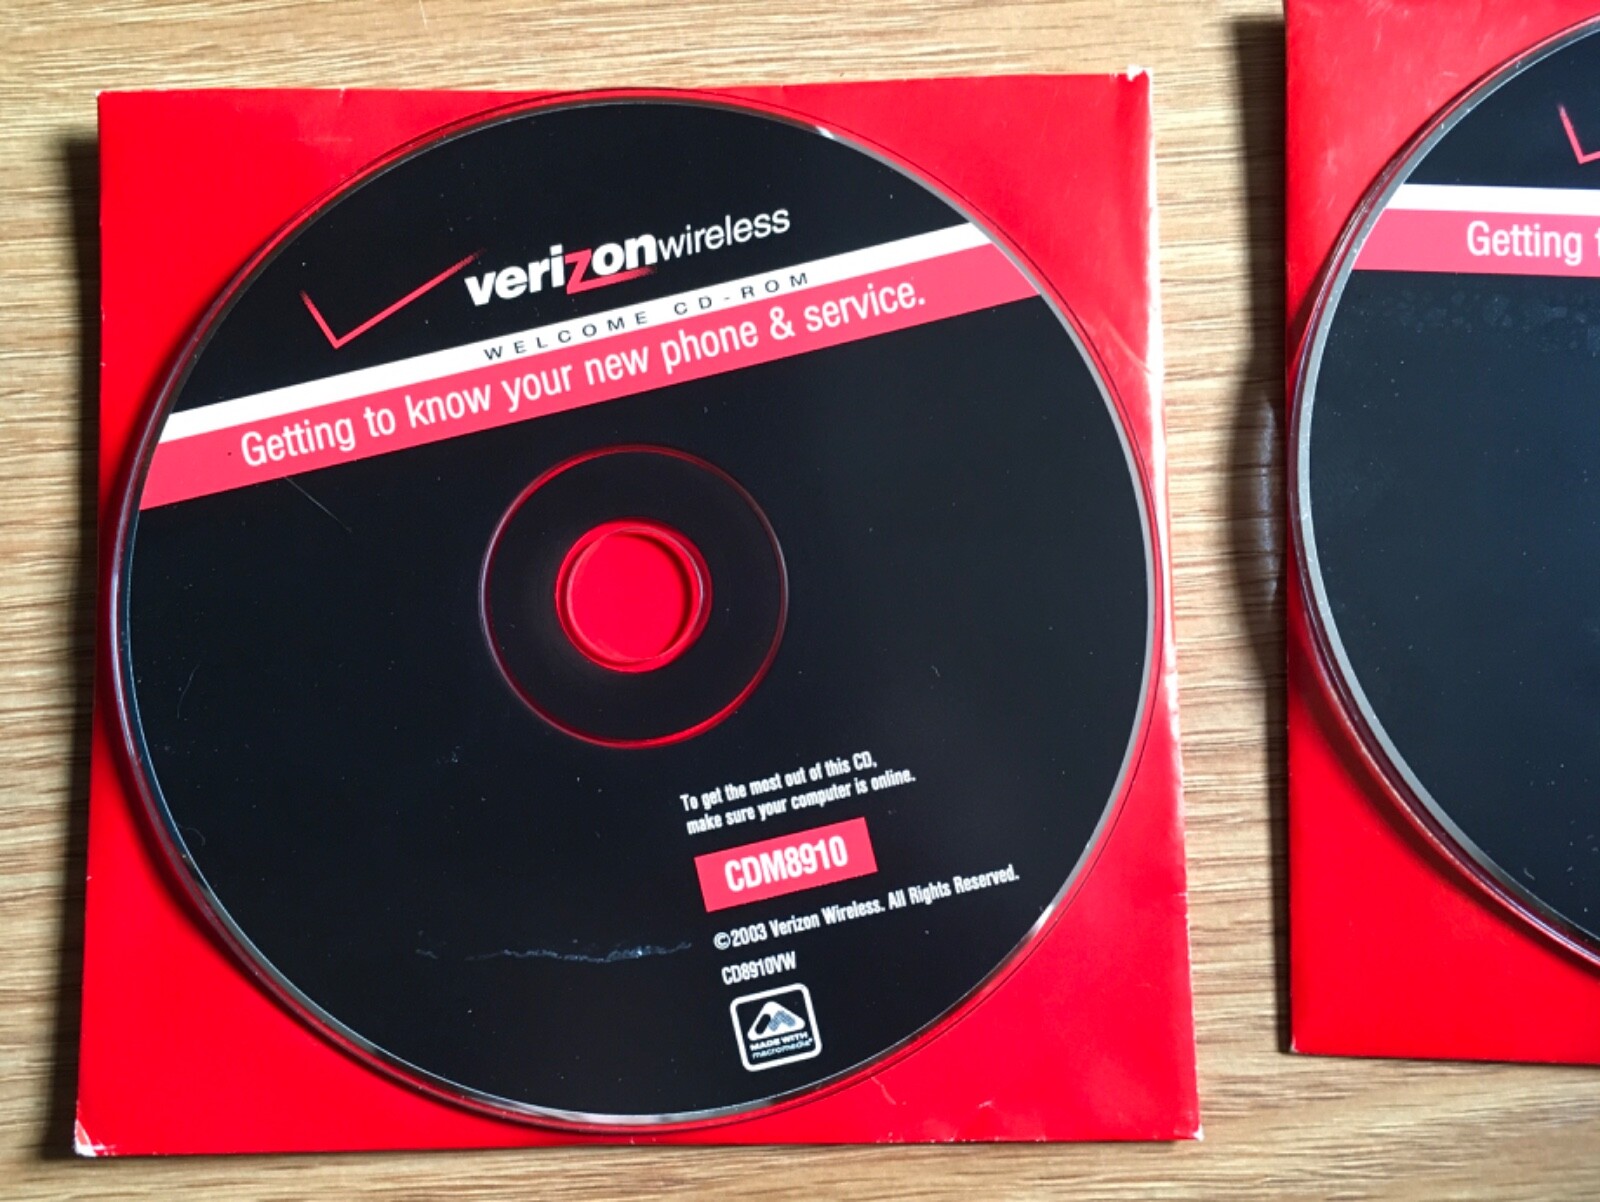 verizonwireless
WELCOME CD-ROM
Getting to know your new phone & service.
To get the most out of this CD,
make sure your computer is online.
CDM8910
©2003 Verizon Wireless. All Rights Reserved.
CD8910VW
MADE WITH
macromedia®
Getting